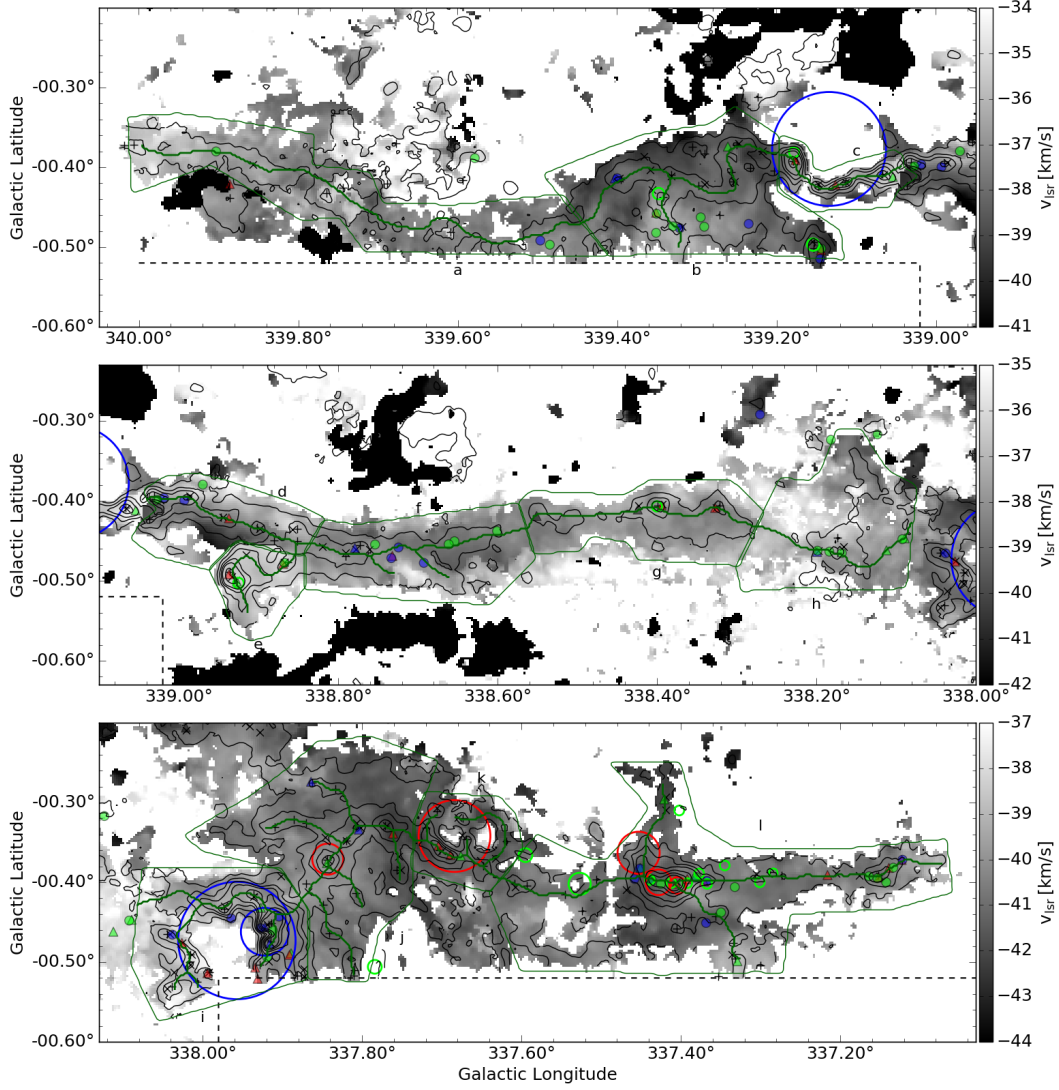 −34
−35
−36
−37
−38
−39
−40
−41
v_lsr [km/s]
-00.30°
-00.40°
-00.50°
-00.60°
Galactic Latitude
a
b
c
340.00°
339.80°
339.60°
339.40°
339.20°
339.00°
−35
−36
−37
−38
−39
−40
−41
−42
v_lsr [km/s]
-00.30°
-00.40°
-00.50°
-00.60°
Galactic Latitude
d
e
f
g
h
339.00°
338.80°
338.60°
338.40°
338.20°
338.00°
−37
−38
−39
−40
−41
−42
−43
−44
v_lsr [km/s]
-00.30°
-00.40°
-00.50°
-00.60°
Galactic Latitude
i
j
k
l
338.00°
337.80°
337.60°
337.40°
337.20°
Galactic Longitude